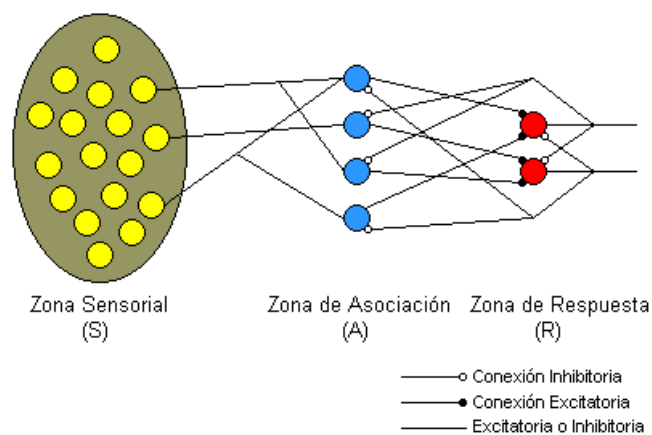 Zona Sensorial
(S)
Zona de Asociación
(A)
Zona de Respuesta
(R)
Conexión Inhibitoria
Conexión Excitatoria
Excitatoria o Inhibitoria